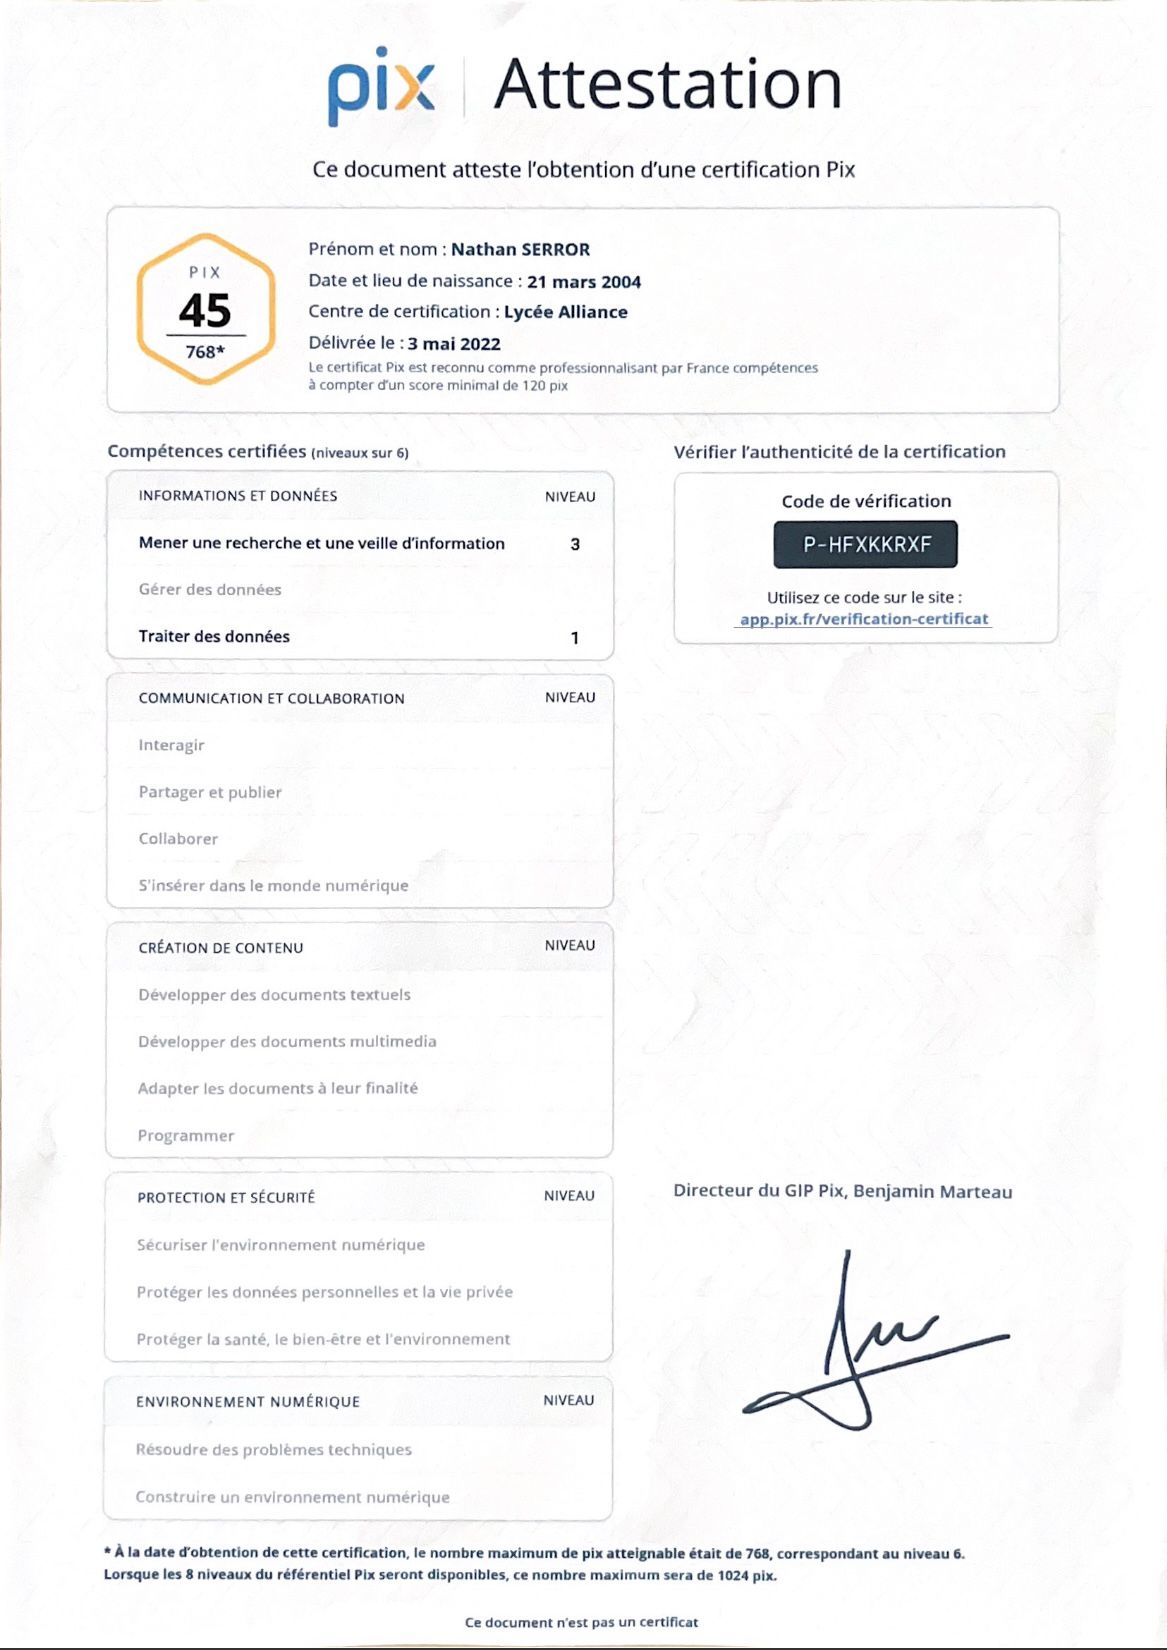 pix | Attestation
Ce document atteste l'obtention d'une certification Pix
PIX
45
768*
Prénom et nom : Nathan SERROR
Date et lieu de naissance : 21 mars 2004
Centre de certification : Lycée Alliance
Délivrée le : 3 mai 2022
Le certificat Pix est reconnu comme professionnalisant par France compétences
à compter d'un score minimal de 120 pix
Compétences certifiées (niveaux sur 6)
INFORMATIONS ET DONNÉES NIVEAU
Mener une recherche et une veille d'information 3
Gérer des données
Traiter des données 1
COMMUNICATION ET COLLABORATION NIVEAU
Interagir
Partager et publier
Collaborer
S'insérer dans le monde numérique
CRÉATION DE CONTENU NIVEAU
Développer des documents textuels
Développer des documents multimedia
Adapter les documents à leur finalité
Programmer
PROTECTION ET SÉCURITÉ NIVEAU
Sécuriser l'environnement numérique
Protéger les données personnelles et la vie privée
Protéger la santé, le bien-être et l'environnement
ENVIRONNEMENT NUMÉRIQUE NIVEAU
Résoudre des problèmes techniques
Construire un environnement numérique
Vérifier l'authenticité de la certification
Code de vérification
P-HFXKKRXF
Utilisez ce code sur le site :
app.pix.fr/verification-certificat
Directeur du GIP Pix, Benjamin Marteau
* À la date d'obtention de cette certification, le nombre maximum de pix atteignable était de 768, correspondant au niveau 6.
Lorsque les 8 niveaux du référentiel Pix seront disponibles, ce nombre maximum sera de 1024 pix.
Ce document n'est pas un certificat